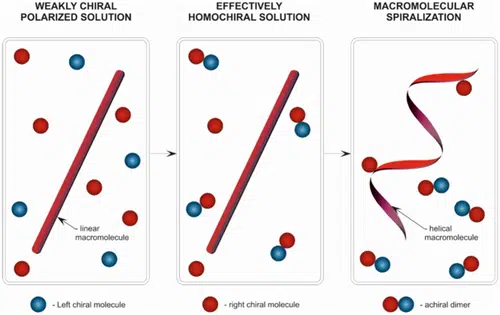 WEAKLY CHIRAL
POLARIZED SOLUTION
EFFECTIVELY
HOMOCHIRAL SOLUTION
MACROMOLECULAR
SPIRALIZATION
linear
macromolecule
helical
macromolecule
- Left chiral molecule
- right chiral molecule
- achiral dimer